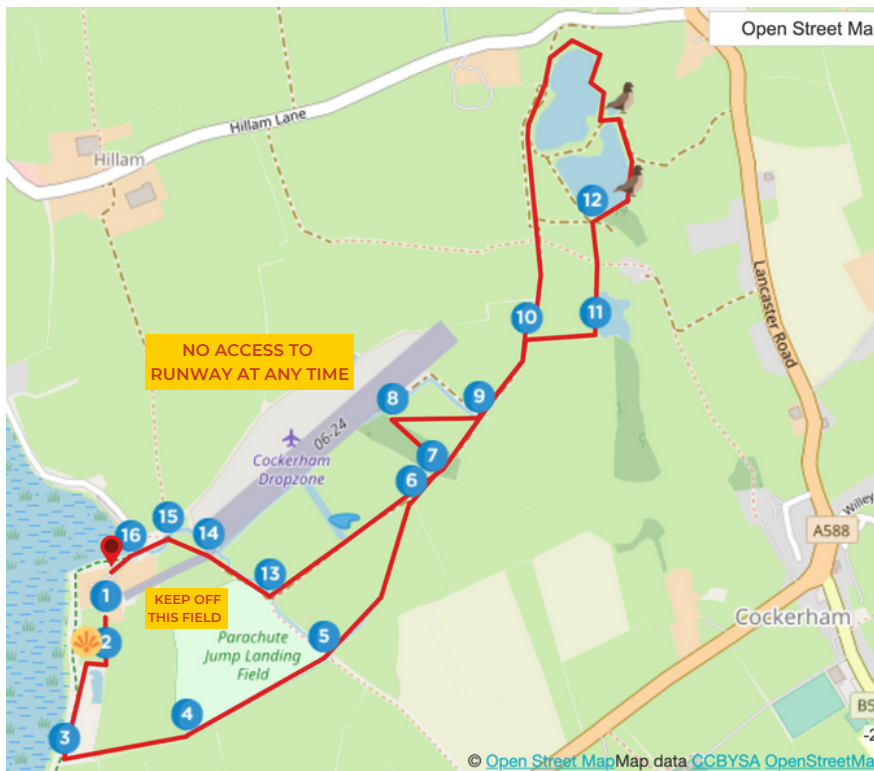 Open Street Ma
Hillam Lane
Hillam
12
Lancaster Road
10
11
NO ACCESS TO
RUNWAY AT ANY TIME
8
9
06-24
Cockerham
Dropzone
7
6
15
16
14
Willey
A588
13
1
KEEP OFF
THIS FIELD
Cockerham
2
Parachute
Jump Landing
Field
5
3
4
B5
-2
© Open Street MapMap data CCBYSA OpenStreetMa